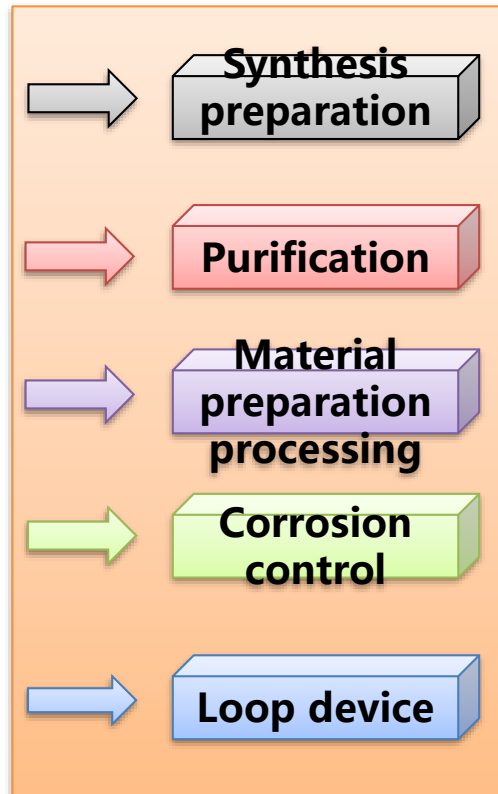 Synthesis
preparation
Purification
Material
preparation
processing
Corrosion
control
Loop device